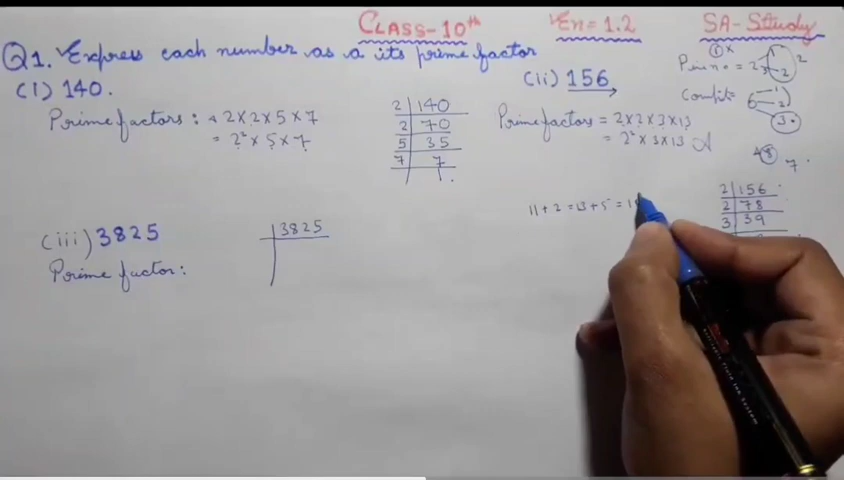 CLASS-10th En = 1.2 SA-Study
Q1. Express each number as a its prime factor
(i) 140.
Prime factors: 2 x 2 x 5 x 7
= 2² x 5 x 7
2 | 140
2 | 70
5 | 35
7 | 7
1
(ii) 156
Prime factors = 2 x 2 x 3 x 13
= 2² x 3 x 13
2 | 156
2 | 78
3 | 39
11 + 2 = 13 + 5 = 1
(iii) 3825
Prime factor:
3825